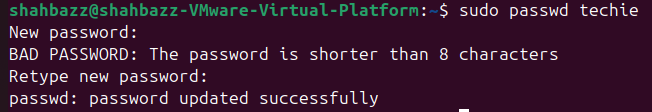 shahbazz@shahbazz-VMware-Virtual-Platform:~$ sudo passwd techie
New password:
BAD PASSWORD: The password is shorter than 8 characters
Retype new password:
passwd: password updated successfully